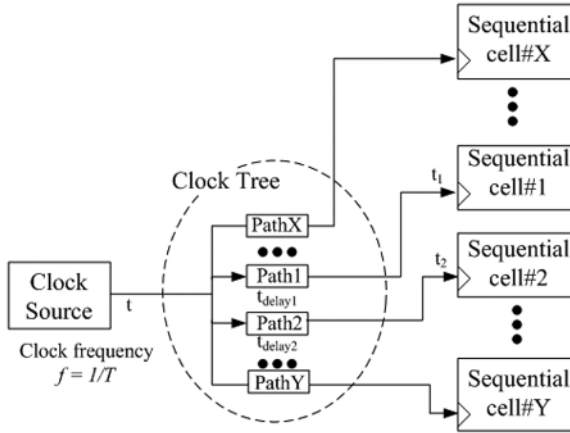 Sequential
cell#X
Sequential
cell#1
t1
Clock Tree
PathX
Path1
tdelay1
Sequential
cell#2
t2
Clock
Source
t
Path2
tdelay2
Clock frequency
f = 1/T
PathY
Sequential
cell#Y